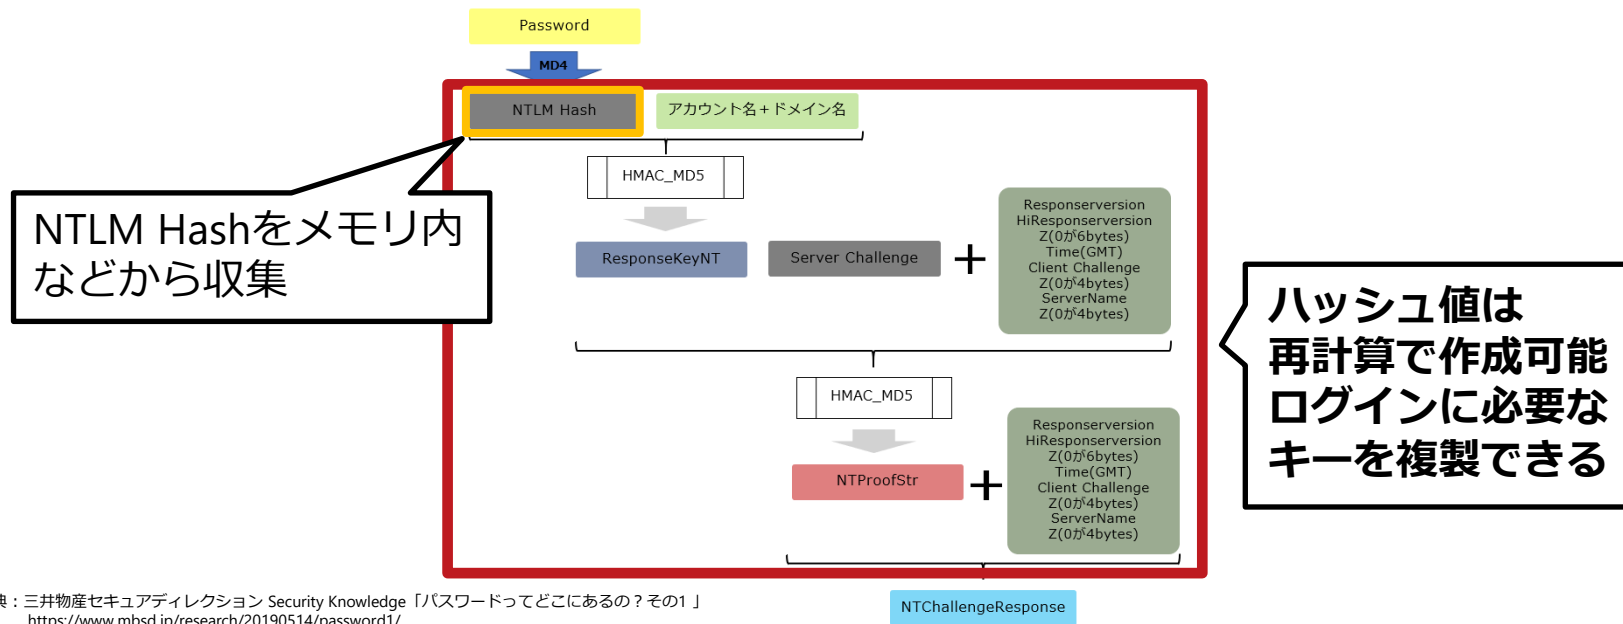 Password
MD4
NTLM Hash
アカウント名+ドメイン名
HMAC_MD5
NTLM Hashをメモリ内
などから収集
ResponseKeyNT
Server Challenge
+
Responserversion
HiResponserversion
Z(0が6bytes)
Time(GMT)
Client Challenge
Z(0が4bytes)
ServerName
Z(0が4bytes)
ハッシュ値は
再計算で作成可能
ログインに必要な
キーを複製できる
HMAC_MD5
NTProofStr
+
Responserversion
HiResponserversion
Z(0が6bytes)
Time(GMT)
Client Challenge
Z(0が4bytes)
ServerName
Z(0が4bytes)
NTChallengeResponse
典:三井物産セキュアディレクション Security Knowledge「パスワードってどこにあるの?その1 」
https://www.mbsd.jp/research/20190514/password1/